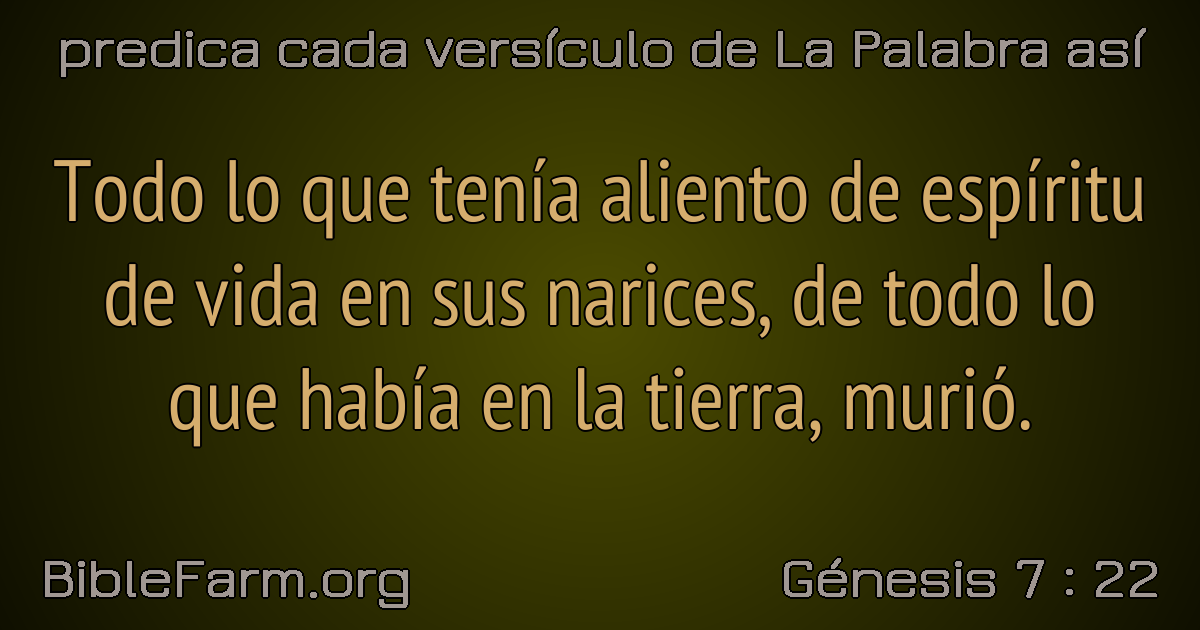 predica cada versículo de La Palabra así
Todo lo que tenía aliento de espíritu
de vida en sus narices, de todo lo
que había en la tierra, murió.
BibleFarm.org
Génesis 7 : 22